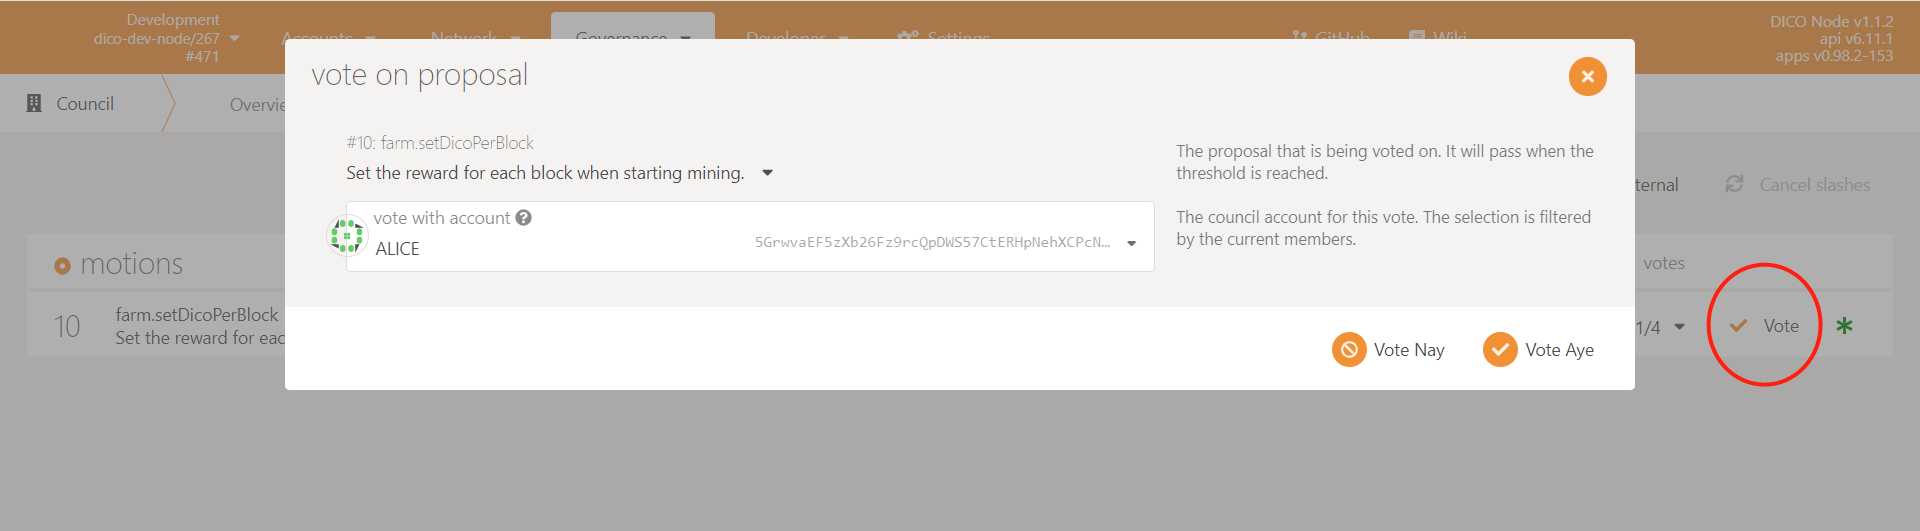 Development
dico-dev-node/267
#471
Accounts
Network
Governance
Developer
Settings
GitHub
Wiki
DICO Node v1.1.2
api v6.11.1
apps v0.98.2-153
vote on proposal
Council
Overvie
#10: farm.setDicoPerBlock
Set the reward for each block when starting mining.
The proposal that is being voted on. It will pass when the
threshold is reached.
ternal
Cancel slashes
vote with account
ALICE
5GrwvaEF5zXb26Fz9rcQpDWS57CtERHpNehXCPcN...
The council account for this vote. The selection is filtered
by the current members.
motions
votes
10
farm.setDicoPerBlock
Set the reward for eac
1/4
Vote
Vote Nay
Vote Aye